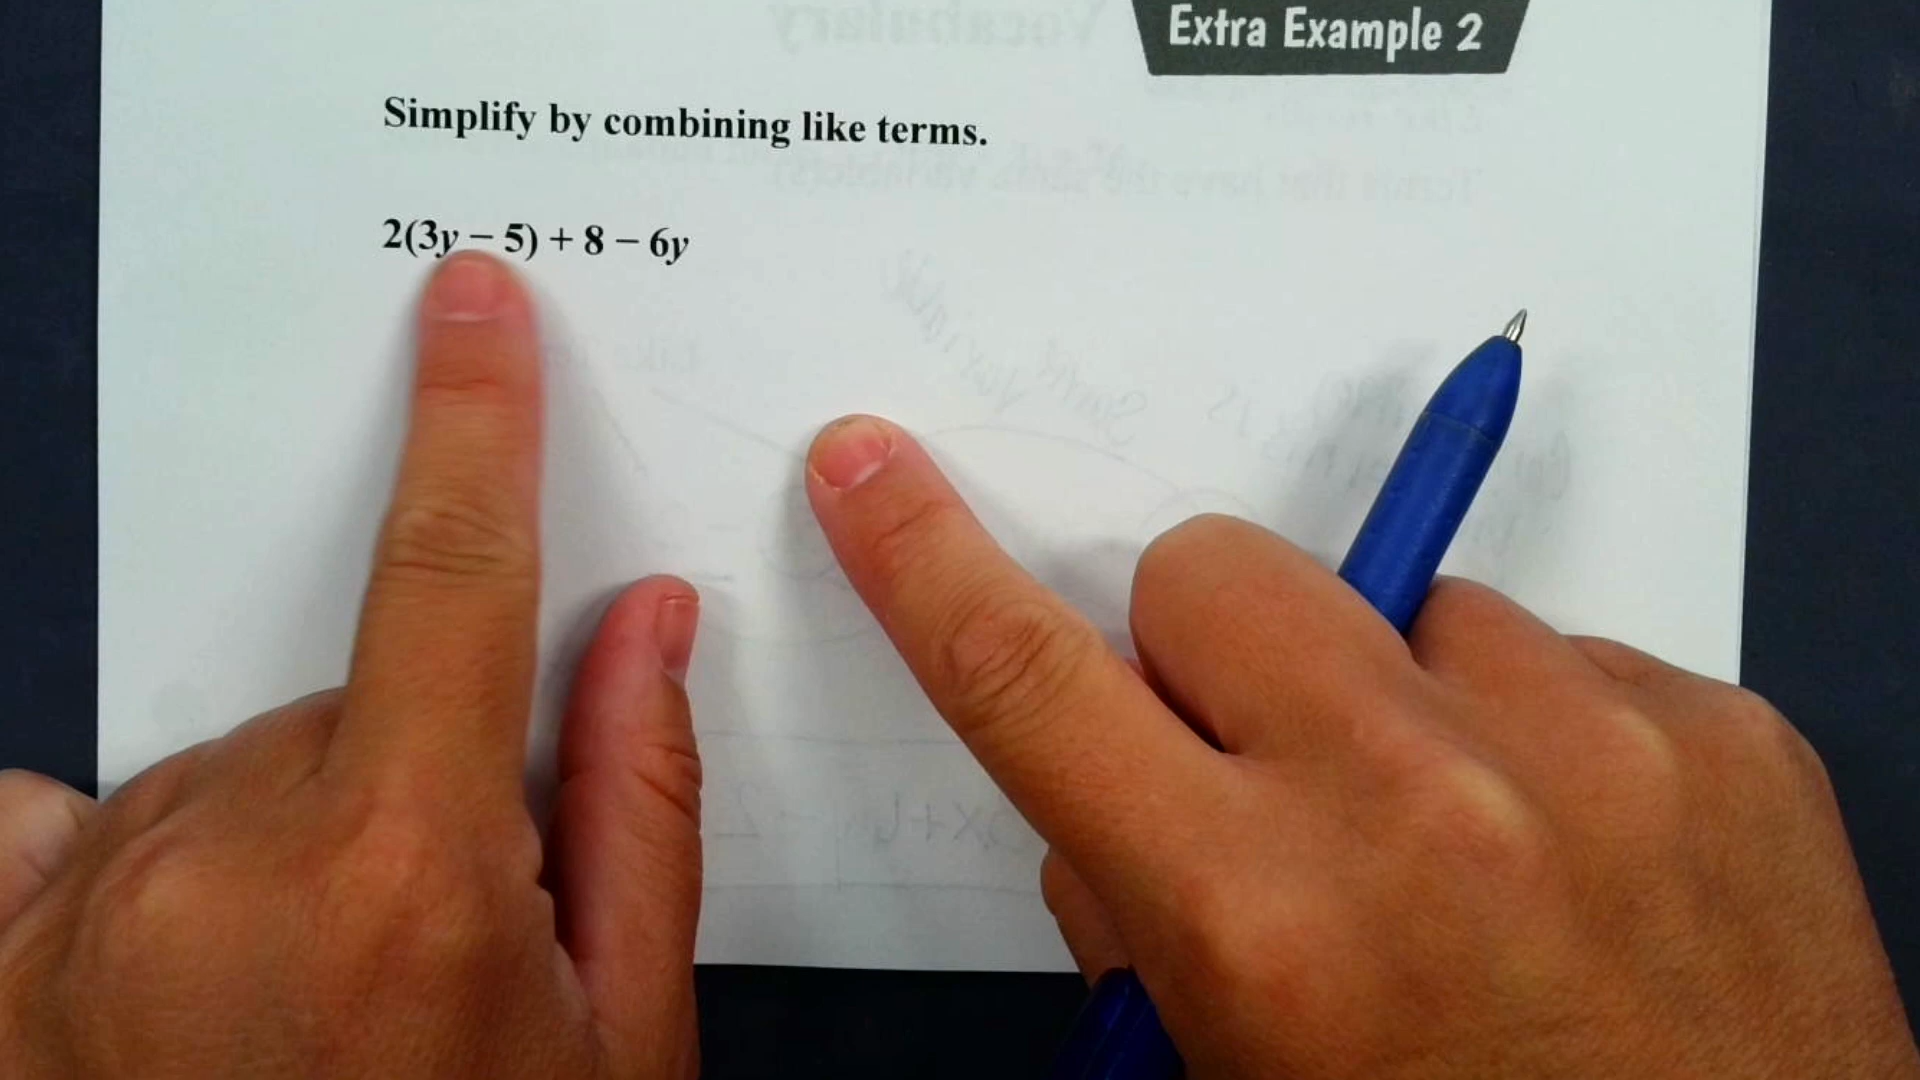 Extra Example 2
Simplify by combining like terms.
2(3y – 5) + 8 – 6y